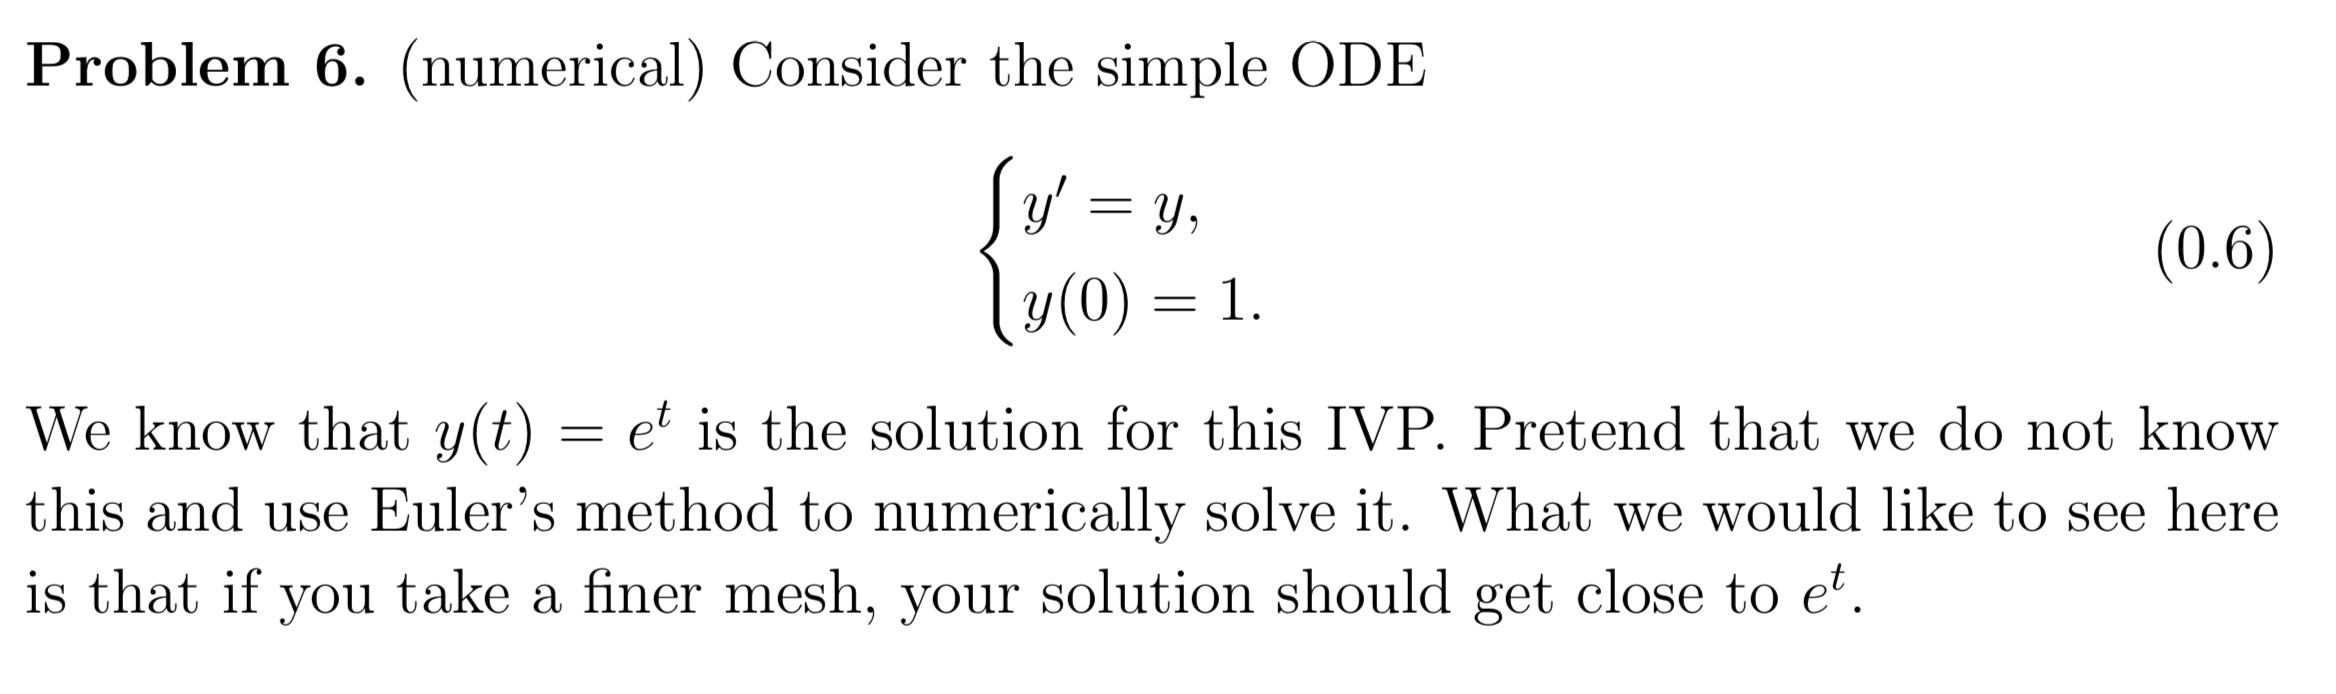 Problem 6. (numerical) Consider the simple ODE
{ y′ = y,
y(0) = 1.
(0.6)
We know that y(t) = e^t is the solution for this IVP. Pretend that we do not know
this and use Euler's method to numerically solve it. What we would like to see here
is that if you take a finer mesh, your solution should get close to e^t.